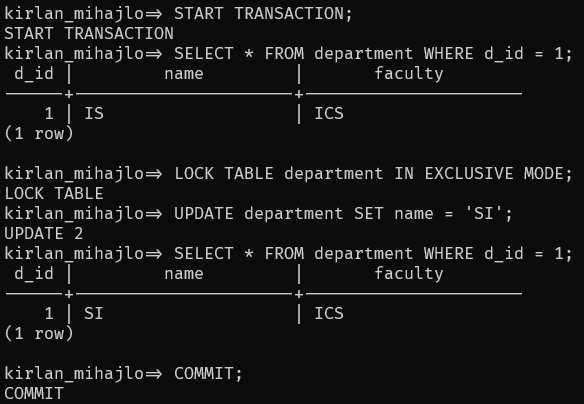 kirlan_mihajlo=> START TRANSACTION;
START TRANSACTION
kirlan_mihajlo=> SELECT * FROM department WHERE d_id = 1;
 d_id |         name         |       faculty
------+----------------------+----------------------
    1 | IS                   | ICS
(1 row)

kirlan_mihajlo=> LOCK TABLE department IN EXCLUSIVE MODE;
LOCK TABLE
kirlan_mihajlo=> UPDATE department SET name = 'SI';
UPDATE 2
kirlan_mihajlo=> SELECT * FROM department WHERE d_id = 1;
 d_id |         name         |       faculty
------+----------------------+----------------------
    1 | SI                   | ICS
(1 row)

kirlan_mihajlo=> COMMIT;
COMMIT